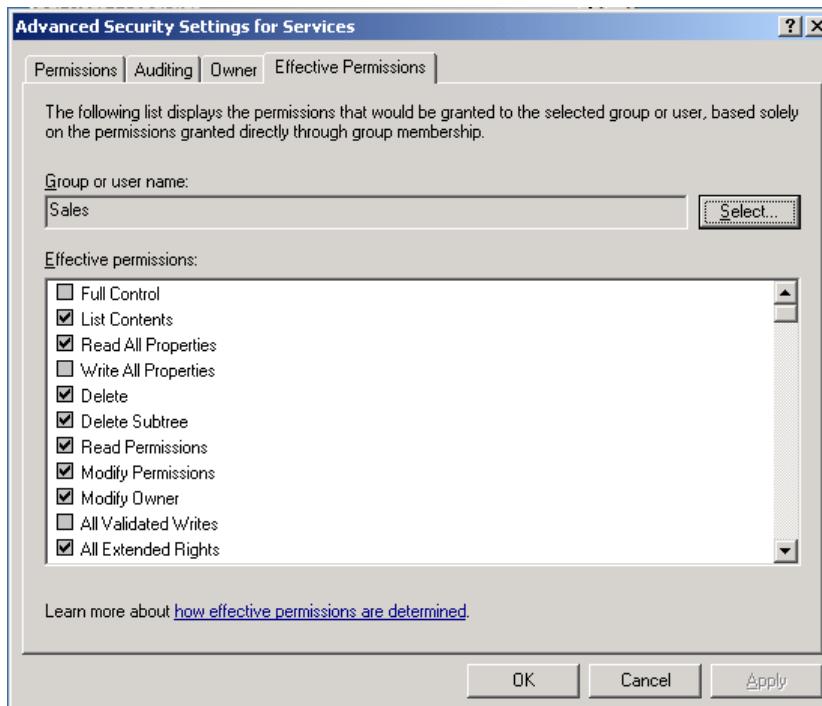 Advanced Security Settings for Services
Permissions Auditing Owner Effective Permissions
The following list displays the permissions that would be granted to the selected group or user, based solely
on the permissions granted directly through group membership.
Group or user name:
Sales Select...
Effective permissions:
Full Control
List Contents
Read All Properties
Write All Properties
Delete
Delete Subtree
Read Permissions
Modify Permissions
Modify Owner
All Validated Writes
All Extended Rights
Learn more about how effective permissions are determined.
OK Cancel Apply